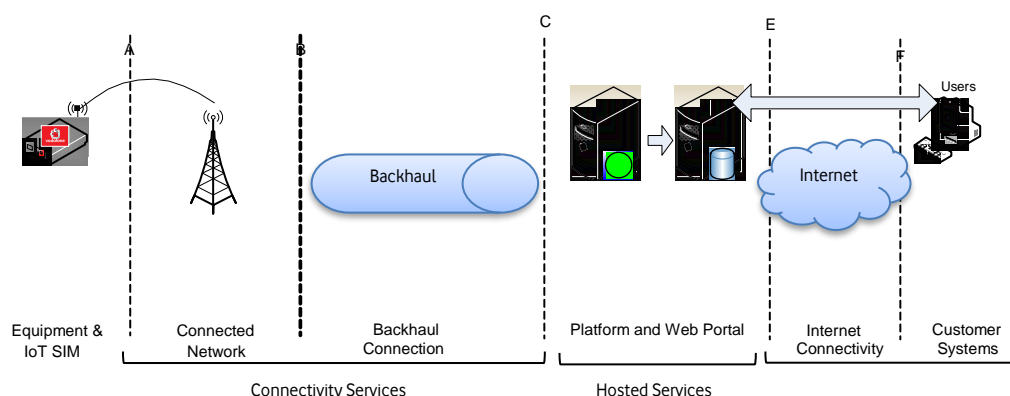 C
E
A
B
F
Users
Backhaul
Internet
Equipment &
IoT SIM
Connected
Network
Backhaul
Connection
Platform and Web Portal
Internet
Connectivity
Customer
Systems
Connectivity Services
Hosted Services